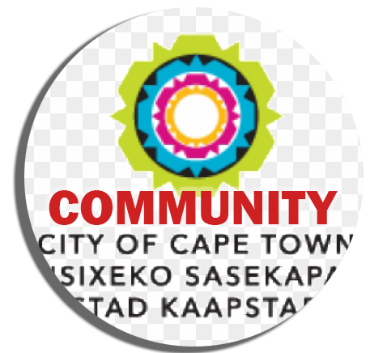 COMMUNITY
CITY OF CAPE TOWN
ISIXEKO SASEKAPA
STAD KAAPSTAD